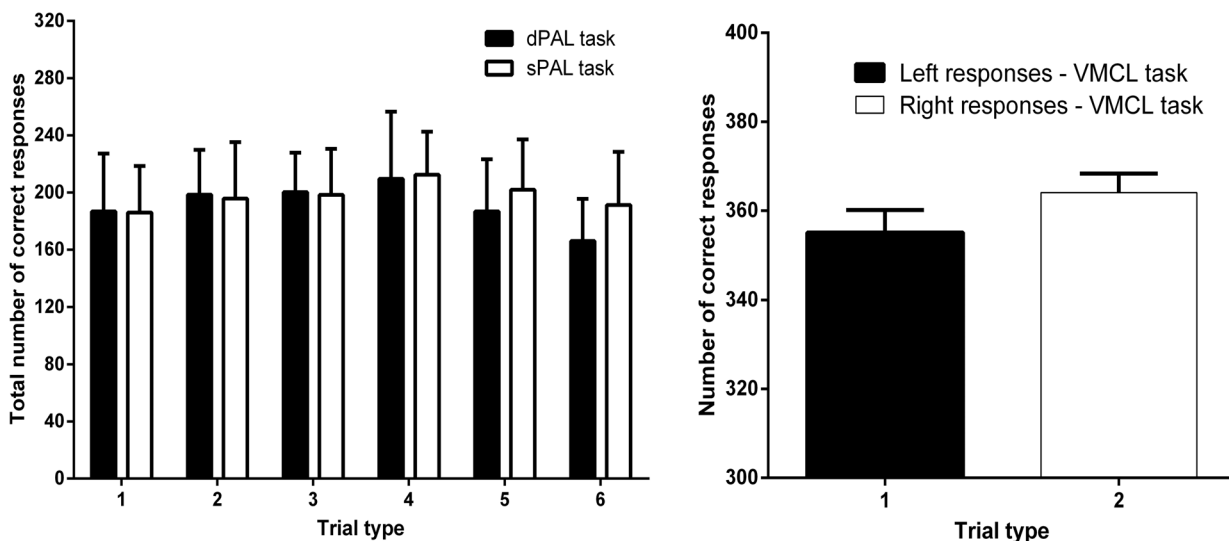 Total number of correct responses
320
280
240
200
160
120
80
40
0
dPAL task
sPAL task
1 2 3 4 5 6
Trial type
Number of correct responses
400
380
360
340
320
300
Left responses - VMCL task
Right responses - VMCL task
1 2
Trial type